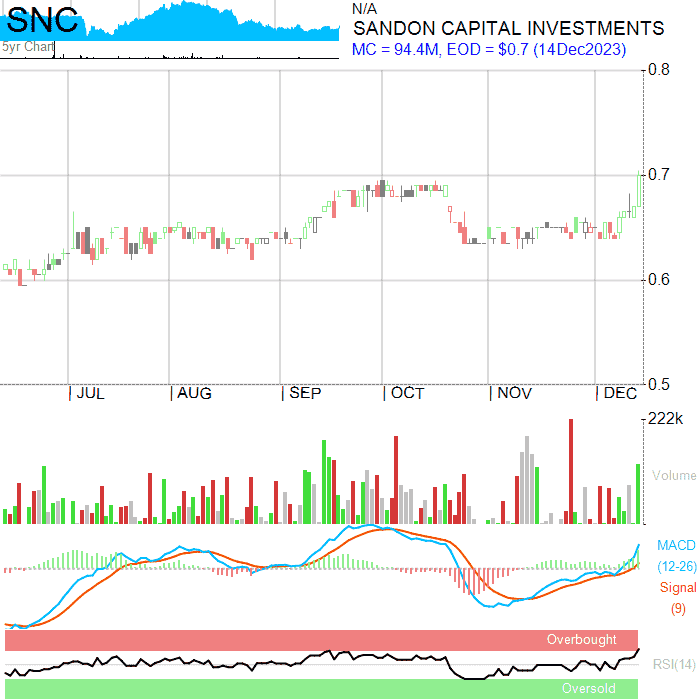 SNC
5yr Chart
N/A
SANDON CAPITAL INVESTMENTS
MC = 94.4M, EOD = $0.7 (14Dec2023)
0.8
0.7
0.6
0.5
JUL AUG SEP OCT NOV DEC
222k
Volume
MACD
(12-26)
Signal
(9)
Overbought
RSI(14)
Oversold